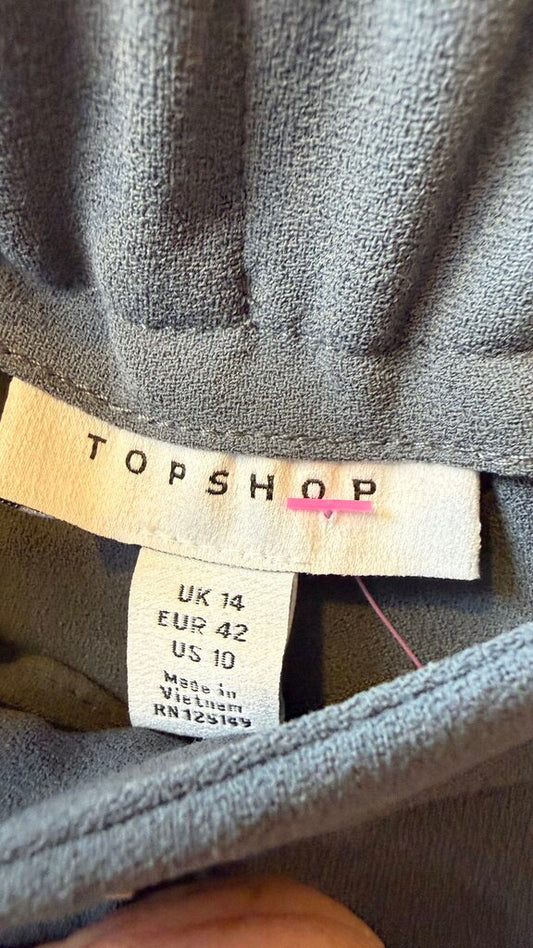 TOPSHOP
UK 14
EUR 42
US 10
Made in
Vietnam
RN125149